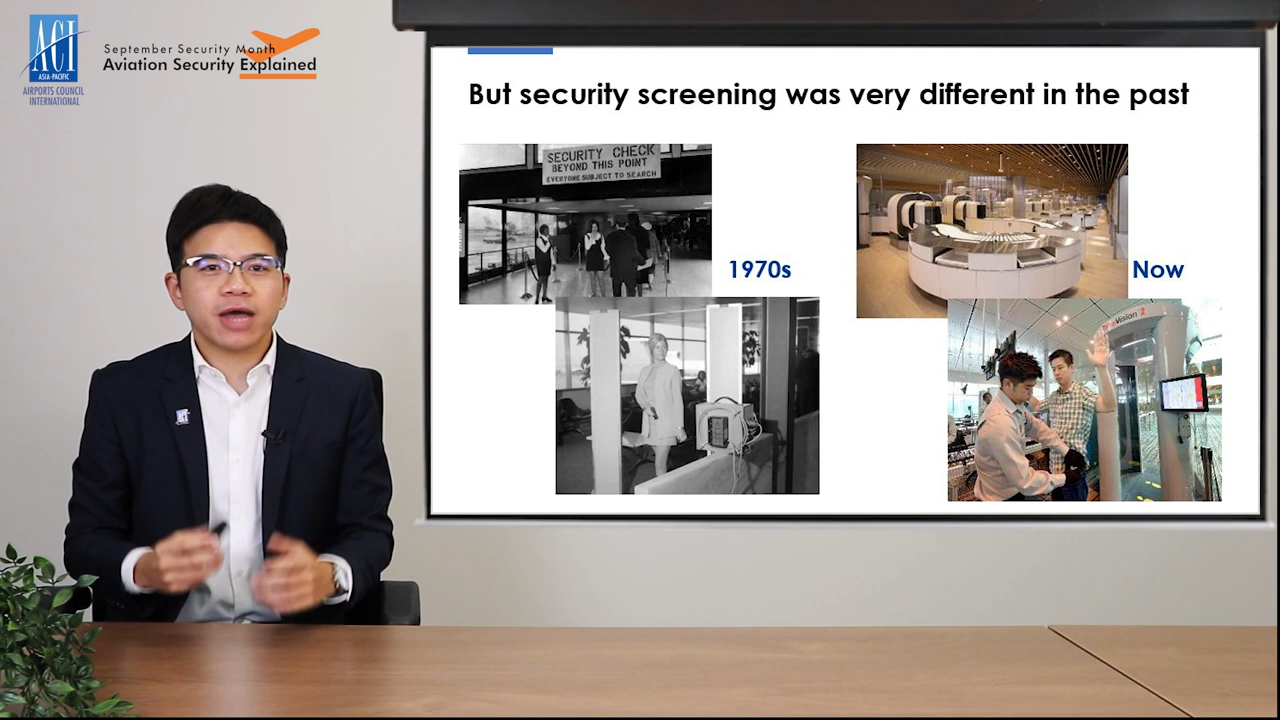 ACI
ASIA-PACIFIC
AIRPORTS COUNCIL
INTERNATIONAL
September Security Month
Aviation Security Explained
But security screening was very different in the past
SECURITY CHECK
BEYOND THIS POINT
EVERYONE SUBJECT TO SEARCH
1970s
Now